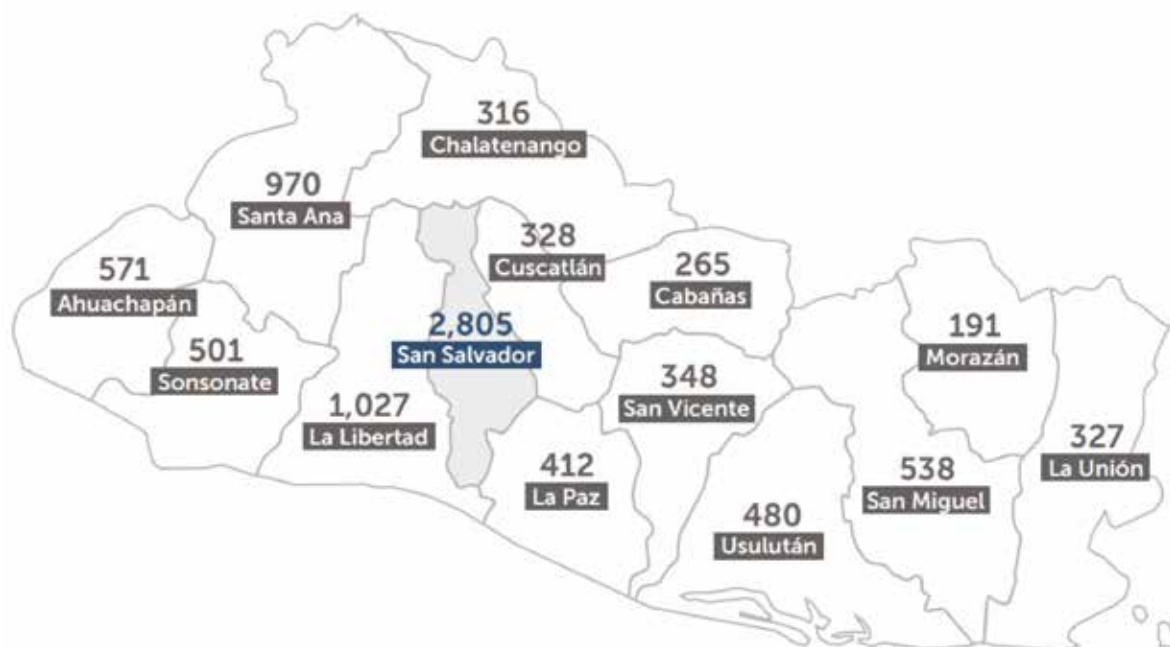 316
Chalatenango
970
Santa Ana
328
Cuscatlán
265
Cabañas
571
Ahuachapán
2,805
San Salvador
191
Morazán
501
Sonsonate
348
San Vicente
1,027
La Libertad
327
La Unión
412
La Paz
538
San Miguel
480
Usulután